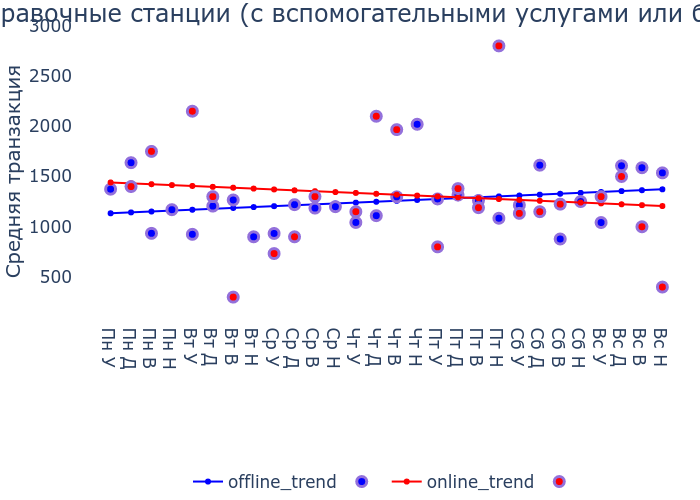 равочные станции (с вспомогательными услугами или б
3000
2500
2000
1500
1000
500
Средняя транзакция
Пн У
Пн Д
Пн В
Пн Н
Вт У
Вт Д
Вт В
Вт Н
Ср У
Ср Д
Ср В
Ср Н
Чт У
Чт Д
Чт В
Чт Н
Пт У
Пт Д
Пт В
Пт Н
Сб У
Сб Д
Сб В
Сб Н
Вс У
Вс Д
Вс В
Вс Н
offline_trend online_trend